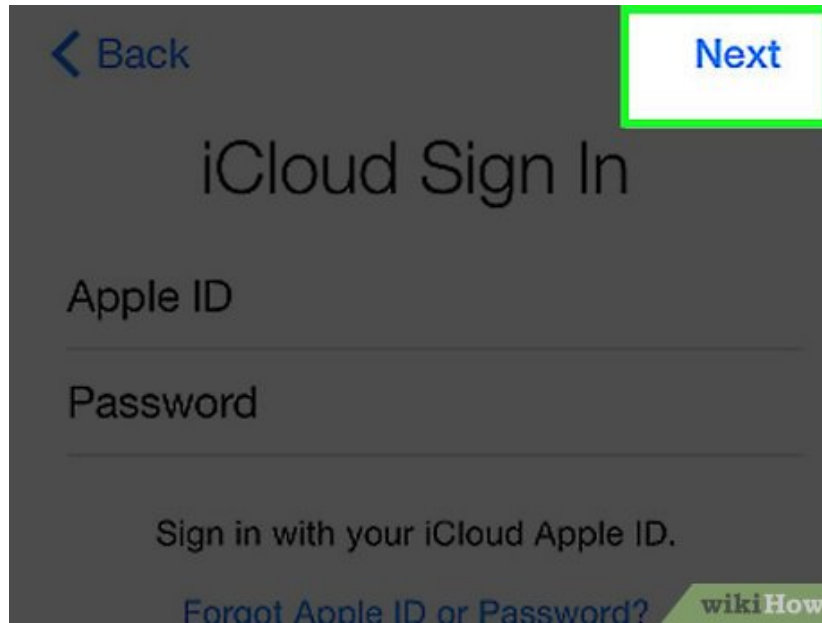 Back
Next
iCloud Sign In
Apple ID
Password
Sign in with your iCloud Apple ID.
Forgot Apple ID or Password?
wikiHow